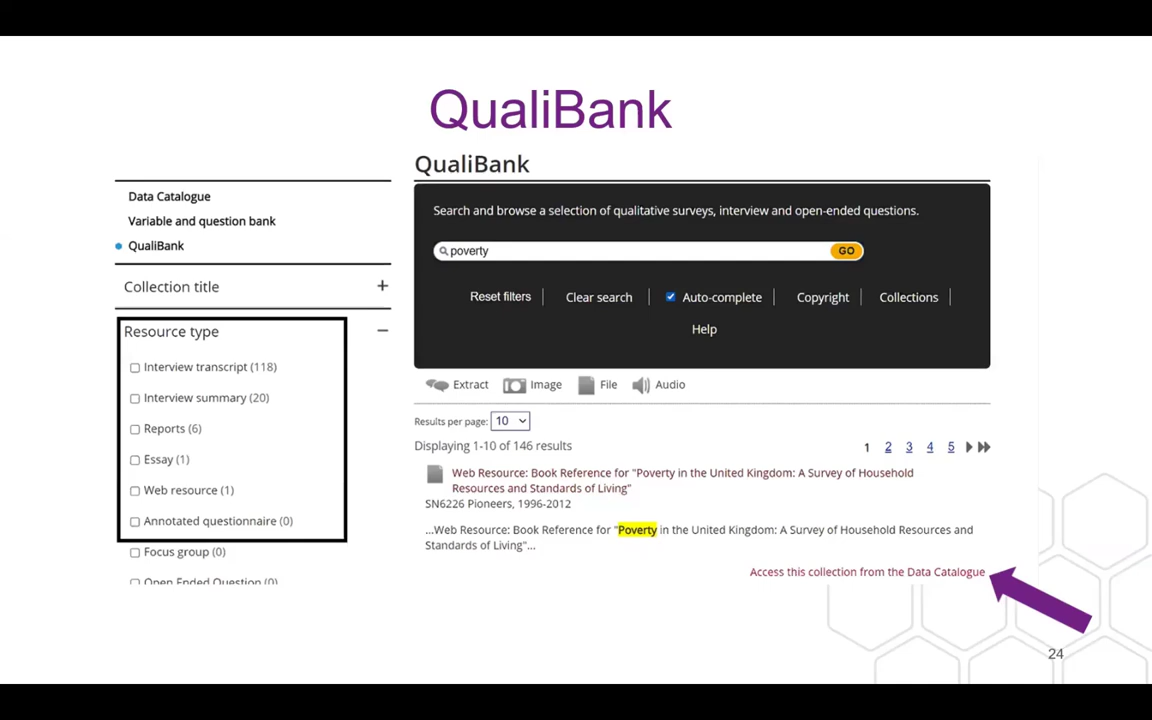 QualiBank
Data Catalogue
Variable and question bank
QualiBank
Collection title
Resource type
Interview transcript (118)
Interview summary (20)
Reports (6)
Essay (1)
Web resource (1)
Annotated questionnaire (0)
Focus group (0)
Open Ended Question (0)
QualiBank
Search and browse a selection of qualitative surveys, interview and open-ended questions.
poverty GO
Reset filters Clear search Auto-complete Copyright Collections
Help
Extract Image File Audio
Results per page: 10
Displaying 1-10 of 146 results 1 2 3 4 5
Web Resource: Book Reference for "Poverty in the United Kingdom: A Survey of Household
Resources and Standards of Living"
SN6226 Pioneers, 1996-2012
...Web Resource: Book Reference for "Poverty in the United Kingdom: A Survey of Household Resources and
Standards of Living"...
Access this collection from the Data Catalogue
24